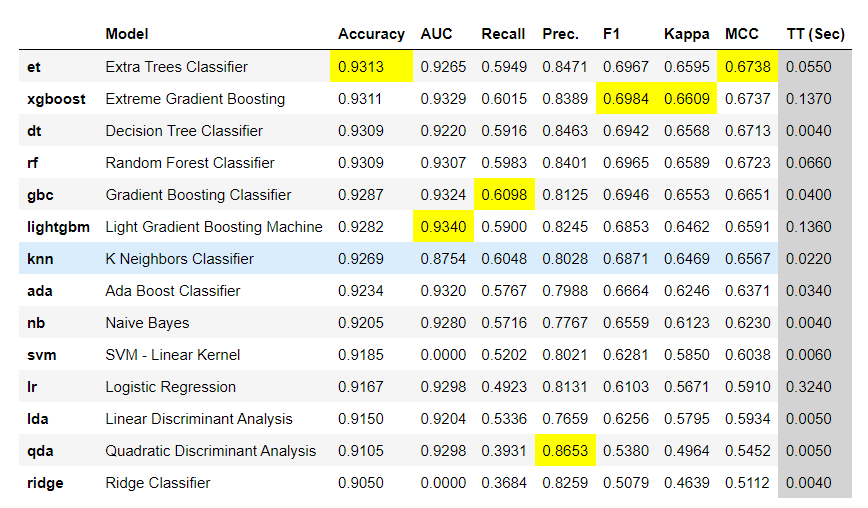 Model Accuracy AUC Recall Prec. F1 Kappa MCC TT (Sec)
et Extra Trees Classifier 0.9313 0.9265 0.5949 0.8471 0.6967 0.6595 0.6738 0.0550
xgboost Extreme Gradient Boosting 0.9311 0.9329 0.6015 0.8389 0.6984 0.6609 0.6737 0.1370
dt Decision Tree Classifier 0.9309 0.9220 0.5916 0.8463 0.6942 0.6568 0.6713 0.0040
rf Random Forest Classifier 0.9309 0.9307 0.5983 0.8401 0.6965 0.6589 0.6723 0.0660
gbc Gradient Boosting Classifier 0.9287 0.9324 0.6098 0.8125 0.6946 0.6553 0.6651 0.0400
lightgbm Light Gradient Boosting Machine 0.9282 0.9340 0.5900 0.8245 0.6853 0.6462 0.6591 0.1360
knn K Neighbors Classifier 0.9269 0.8754 0.6048 0.8028 0.6871 0.6469 0.6567 0.0220
ada Ada Boost Classifier 0.9234 0.9320 0.5767 0.7988 0.6664 0.6246 0.6371 0.0340
nb Naive Bayes 0.9205 0.9280 0.5716 0.7767 0.6559 0.6123 0.6230 0.0040
svm SVM - Linear Kernel 0.9185 0.0000 0.5202 0.8021 0.6281 0.5850 0.6038 0.0060
lr Logistic Regression 0.9167 0.9298 0.4923 0.8131 0.6103 0.5671 0.5910 0.3240
lda Linear Discriminant Analysis 0.9150 0.9204 0.5336 0.7659 0.6256 0.5795 0.5934 0.0050
qda Quadratic Discriminant Analysis 0.9105 0.9298 0.3931 0.8653 0.5380 0.4964 0.5452 0.0050
ridge Ridge Classifier 0.9050 0.0000 0.3684 0.8259 0.5079 0.4639 0.5112 0.0040